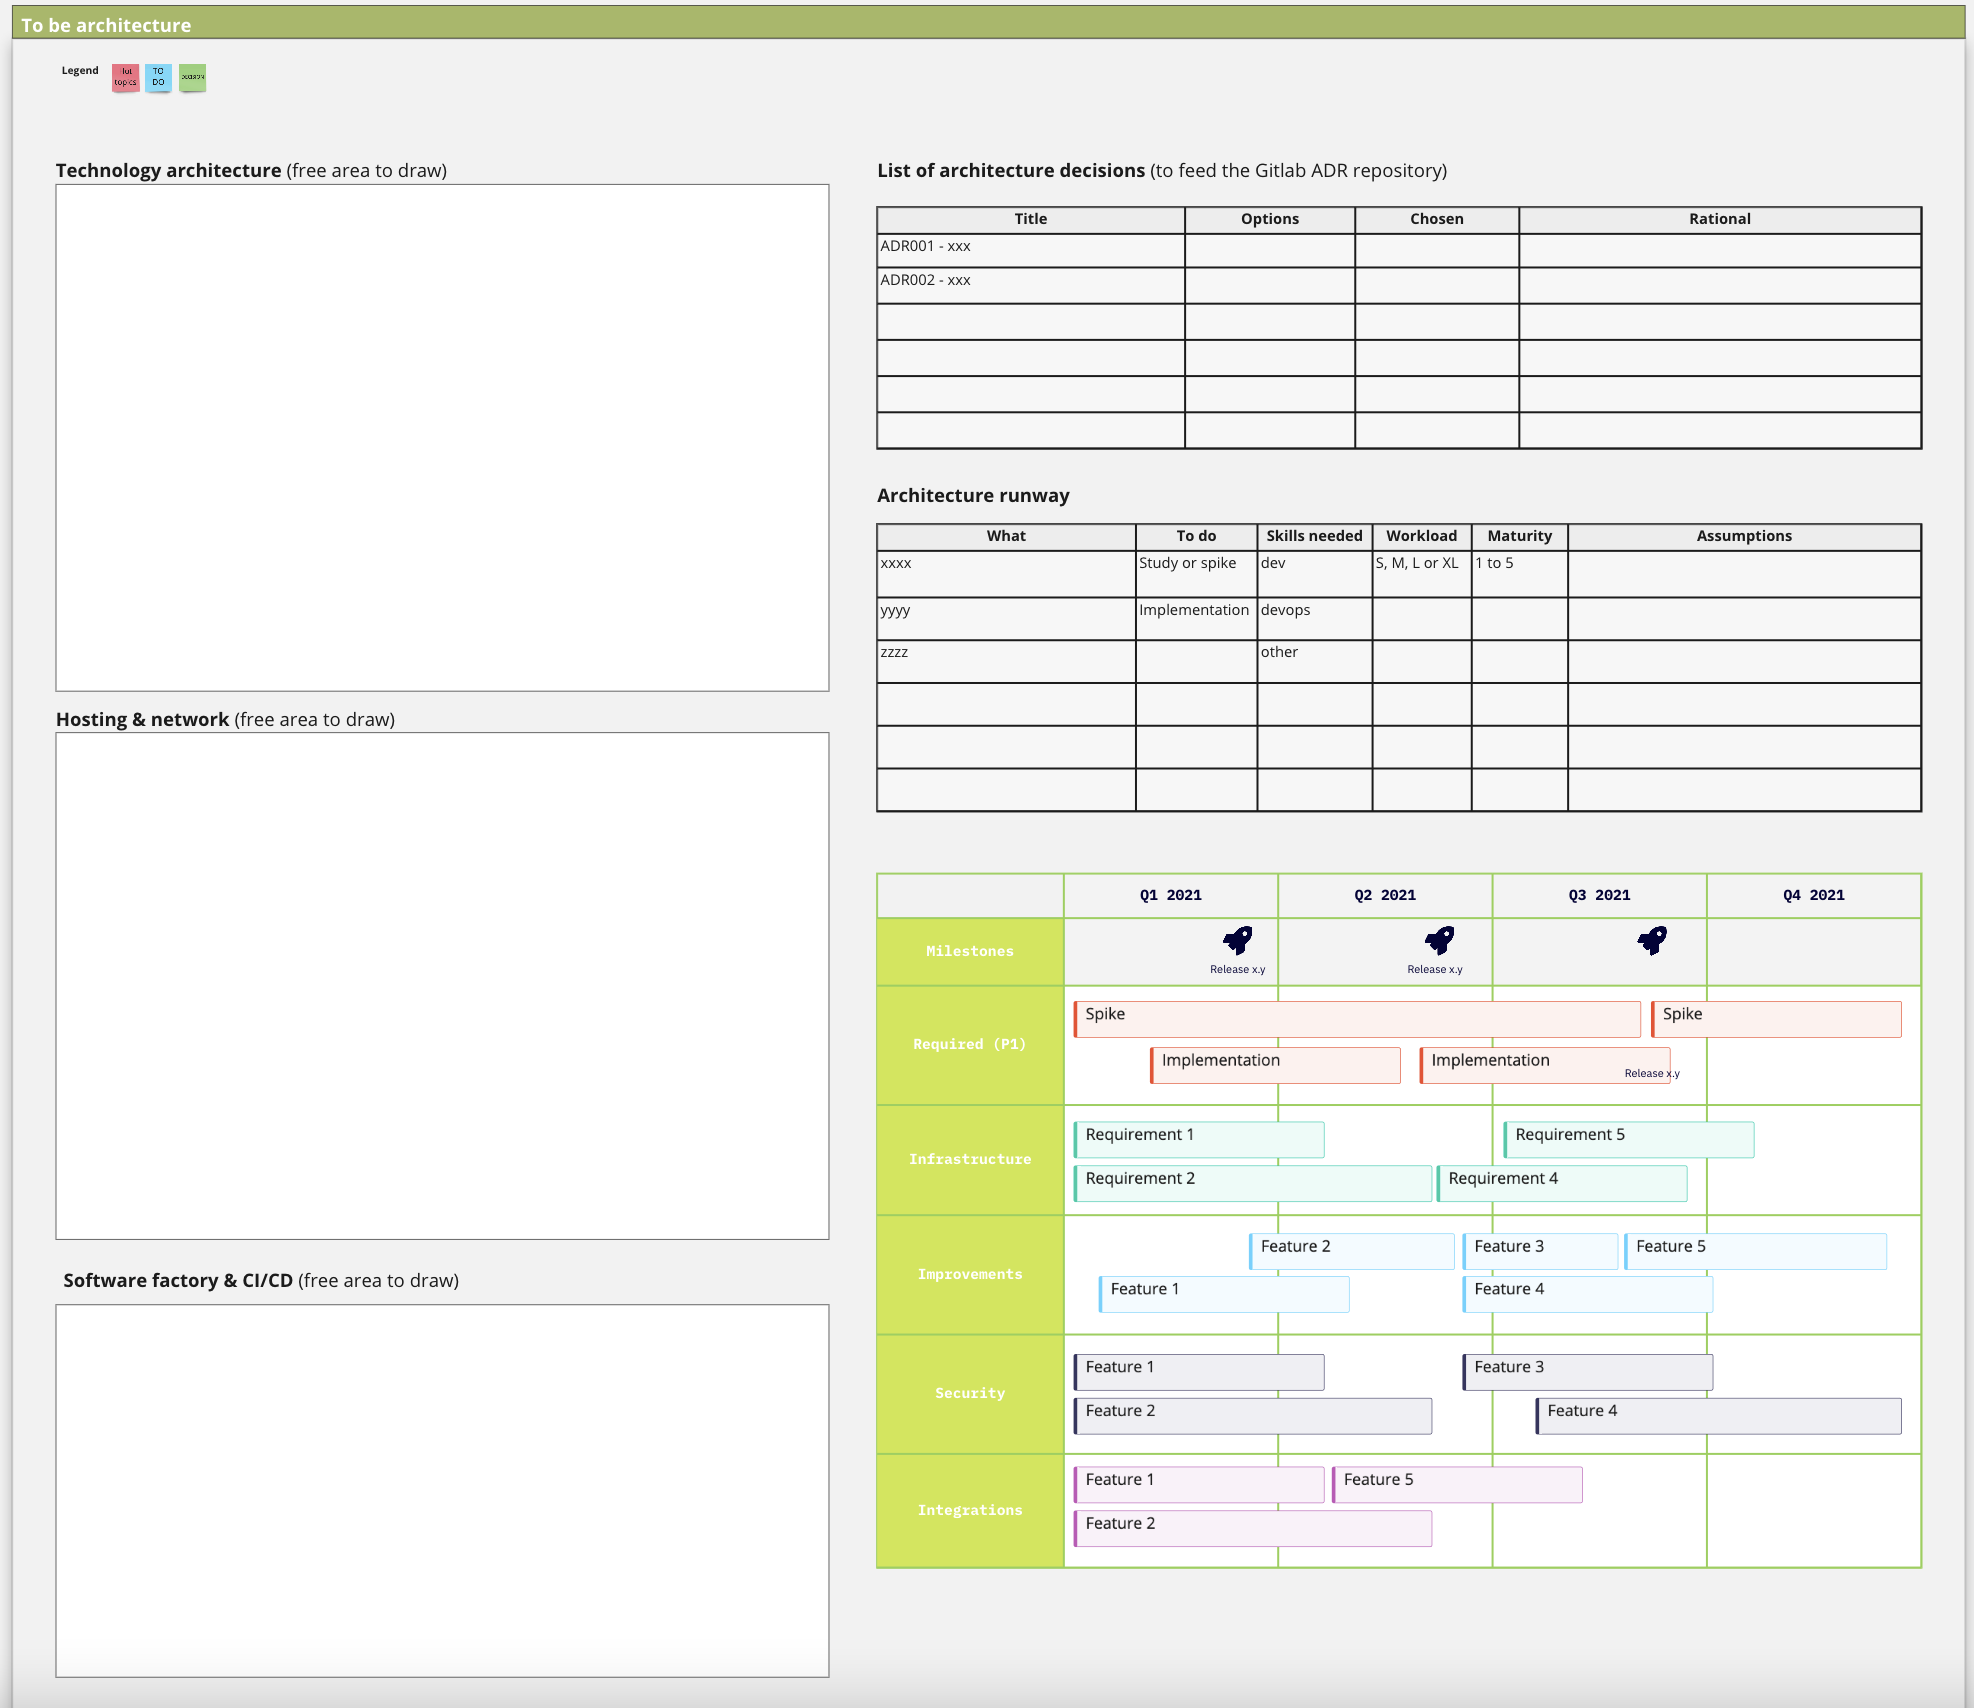 To be architecture
Legend
Hot
topics
TO
DO
Technology architecture (free area to draw)
Hosting & network (free area to draw)
Software factory & CI/CD (free area to draw)
List of architecture decisions (to feed the Gitlab ADR repository)
Title Options Chosen Rational
ADR001 - xxx
ADR002 - xxx
Architecture runway
What To do Skills needed Workload Maturity Assumptions
xxxx Study or spike dev S, M, L or XL 1 to 5
yyyy Implementation devops
zzzz other
Q1 2021 Q2 2021 Q3 2021 Q4 2021
Milestones
Release x.y Release x.y
Required (P1)
Spike Spike
Implementation Implementation
Release x.y
Infrastructure
Requirement 1 Requirement 5
Requirement 2 Requirement 4
Improvements
Feature 2 Feature 3 Feature 5
Feature 1 Feature 4
Security
Feature 1 Feature 3
Feature 2 Feature 4
Integrations
Feature 1 Feature 5
Feature 2